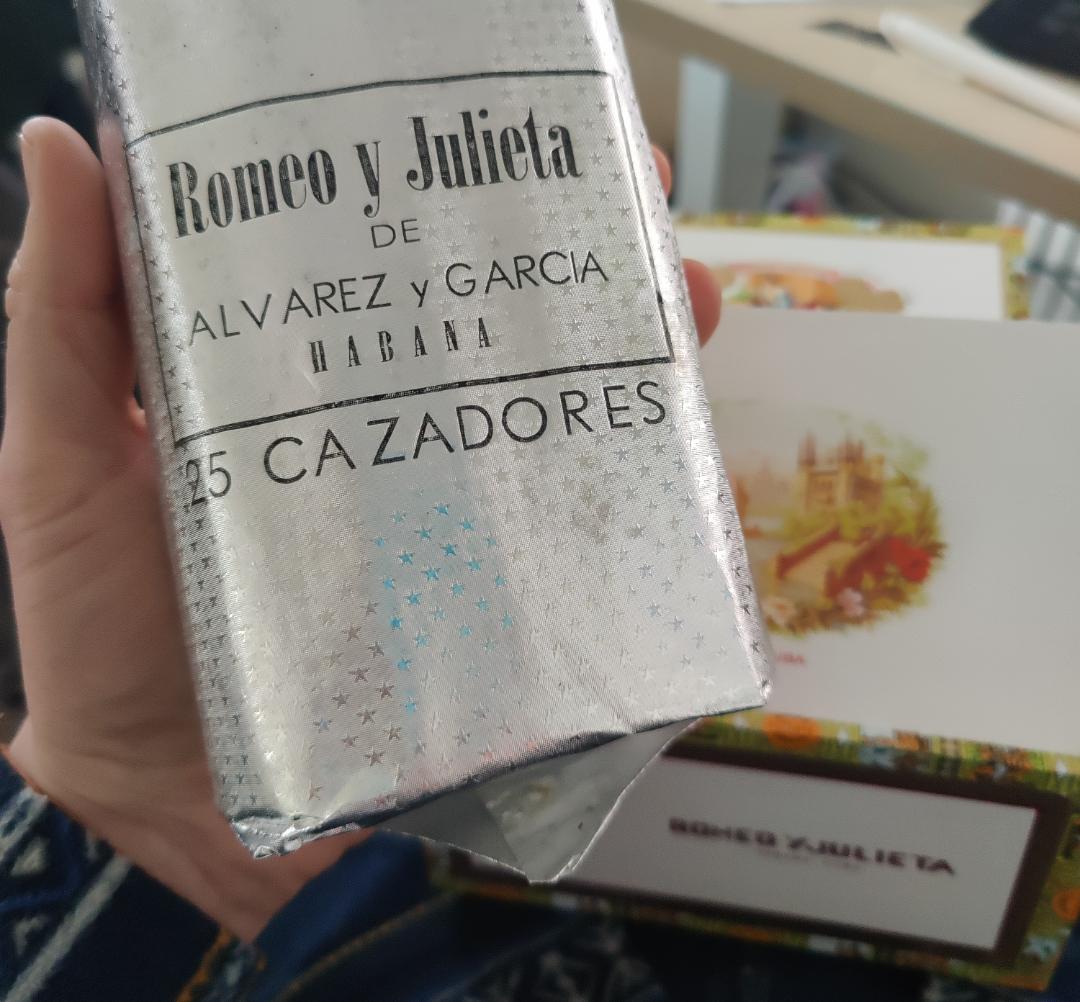 Romeo y Julieta
DE
ALVAREZ y GARCIA
HABANA
25 CAZADORES
ROMEO Y JULIETA